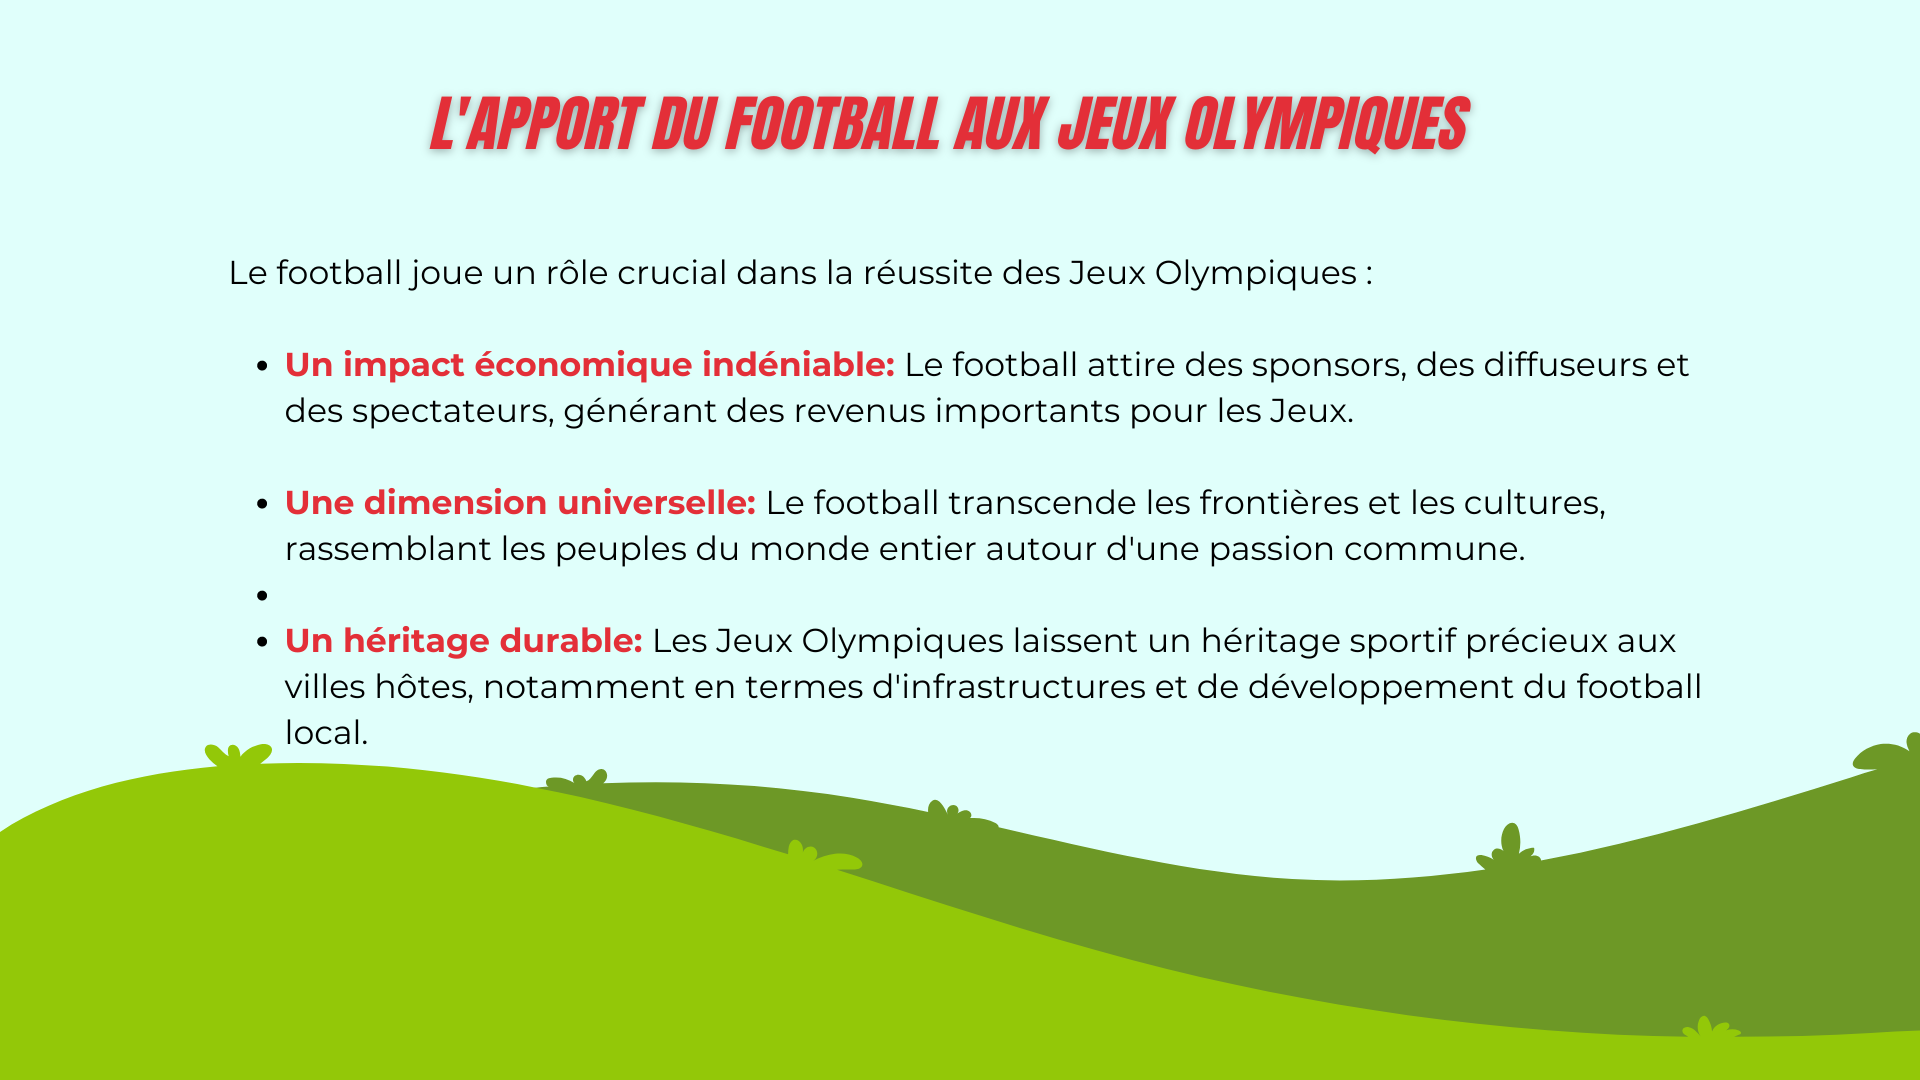 L'APPORT DU FOOTBALL AUX JEUX OLYMPIQUES
Le football joue un rôle crucial dans la réussite des Jeux Olympiques :
• Un impact économique indéniable: Le football attire des sponsors, des diffuseurs et
des spectateurs, générant des revenus importants pour les Jeux.
• Une dimension universelle: Le football transcende les frontières et les cultures,
rassemblant les peuples du monde entier autour d'une passion commune.
•
• Un héritage durable: Les Jeux Olympiques laissent un héritage sportif précieux aux
villes hôtes, notamment en termes d'infrastructures et de développement du football
local.